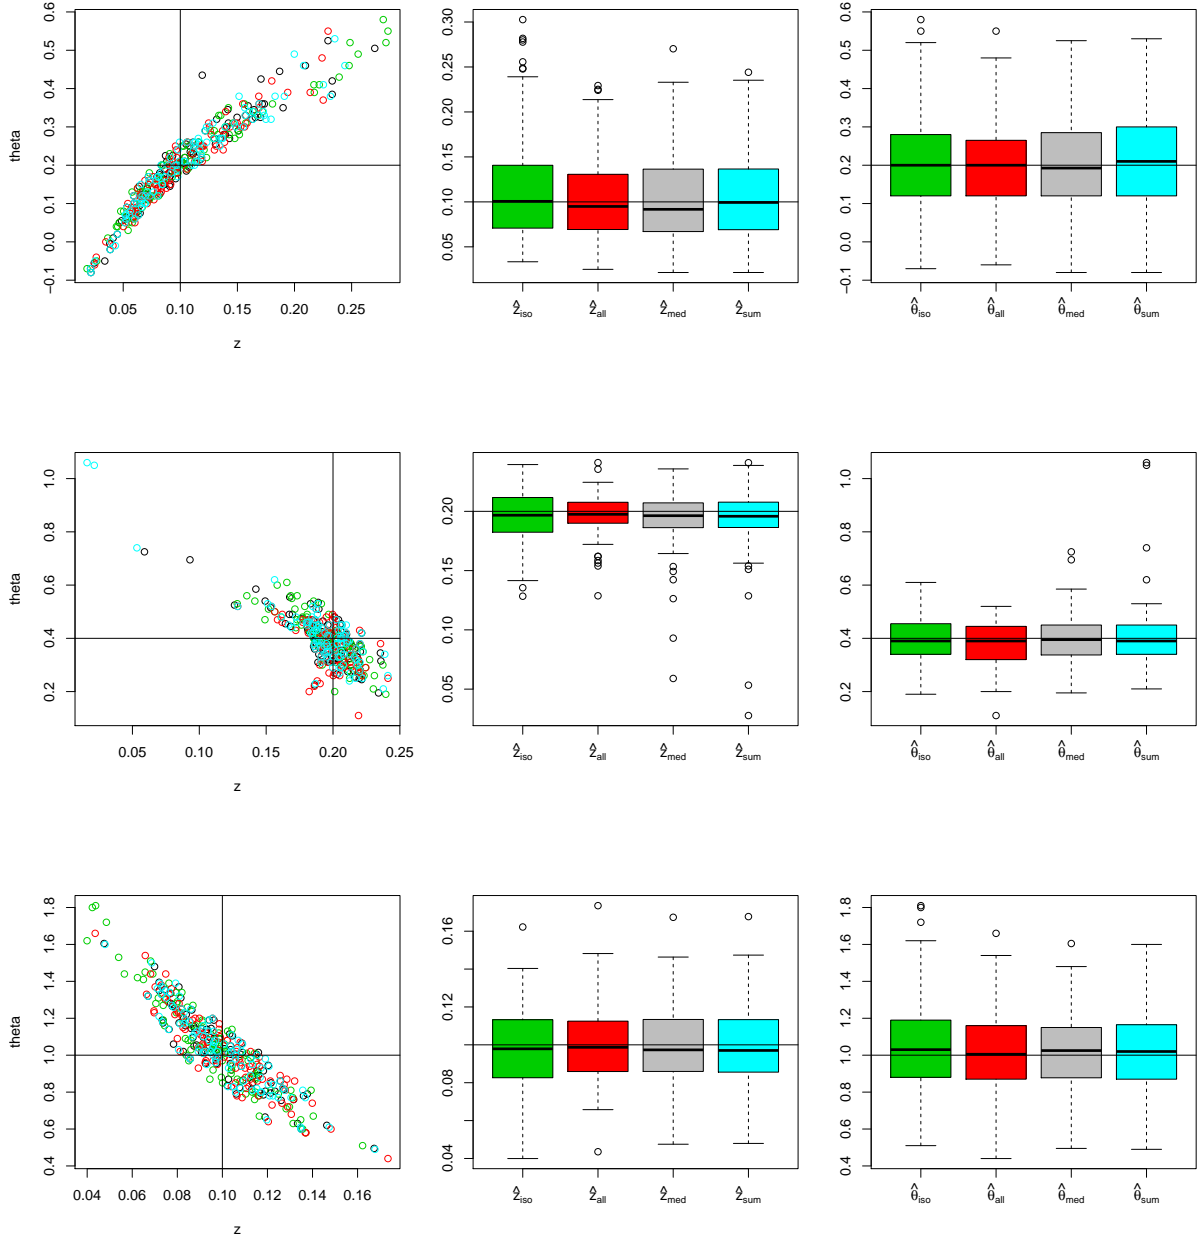 theta
−0.1 0.0 0.1 0.2 0.3 0.4 0.5 0.6
0.05 0.10 0.15 0.20 0.25
z
0.05 0.10 0.15 0.20 0.25 0.30
ẑiso ẑall ẑmed ẑsum
−0.1 0.0 0.1 0.2 0.3 0.4 0.5 0.6
θ̂iso θ̂all θ̂med θ̂sum
theta
0.2 0.4 0.6 0.8 1.0
0.05 0.10 0.15 0.20 0.25
z
0.05 0.10 0.15 0.20
ẑiso ẑall ẑmed ẑsum
0.2 0.4 0.6 0.8 1.0
θ̂iso θ̂all θ̂med θ̂sum
theta
0.4 0.6 0.8 1.0 1.2 1.4 1.6 1.8
0.04 0.06 0.08 0.10 0.12 0.14 0.16
z
0.04 0.08 0.12 0.16
ẑiso ẑall ẑmed ẑsum
0.4 0.6 0.8 1.0 1.2 1.4 1.6 1.8
θ̂iso θ̂all θ̂med θ̂sum